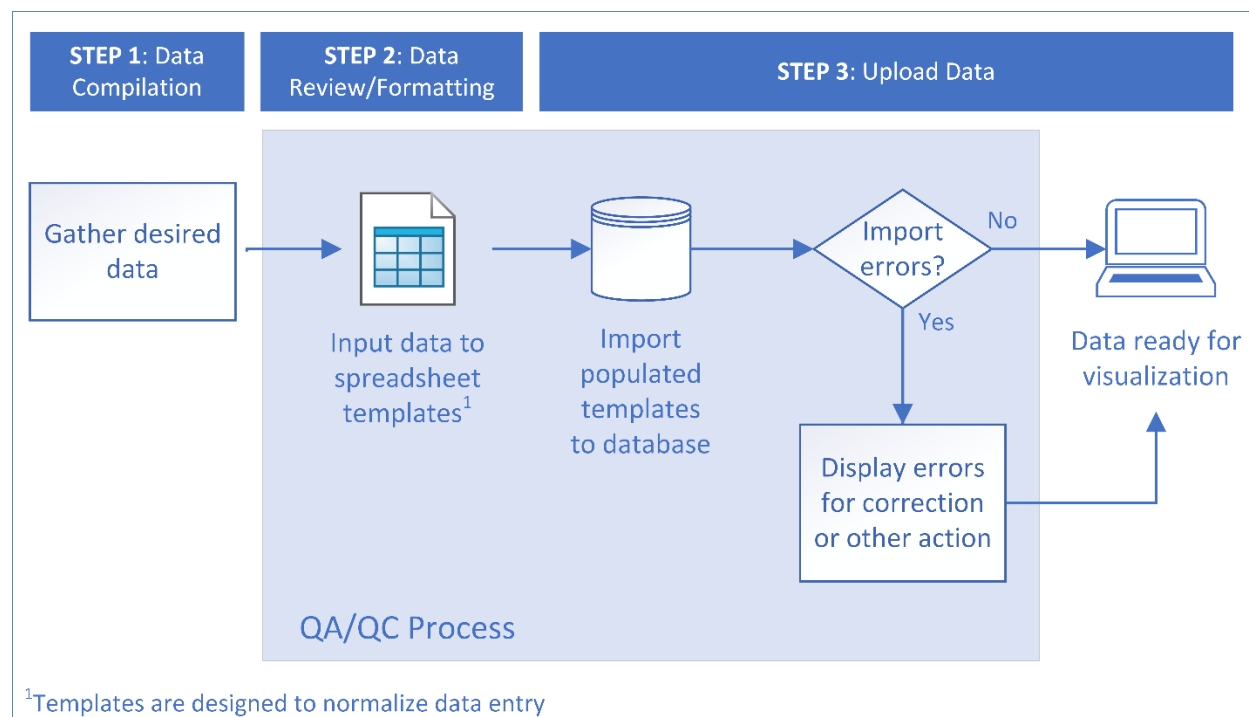 STEP 1: Data
Compilation
STEP 2: Data
Review/Formatting
STEP 3: Upload Data
Gather desired
data
Input data to
spreadsheet
templates¹
Import
populated
templates
to database
Import
errors?
No
Yes
Data ready for
visualization
Display errors
for correction
or other action
QA/QC Process
¹Templates are designed to normalize data entry